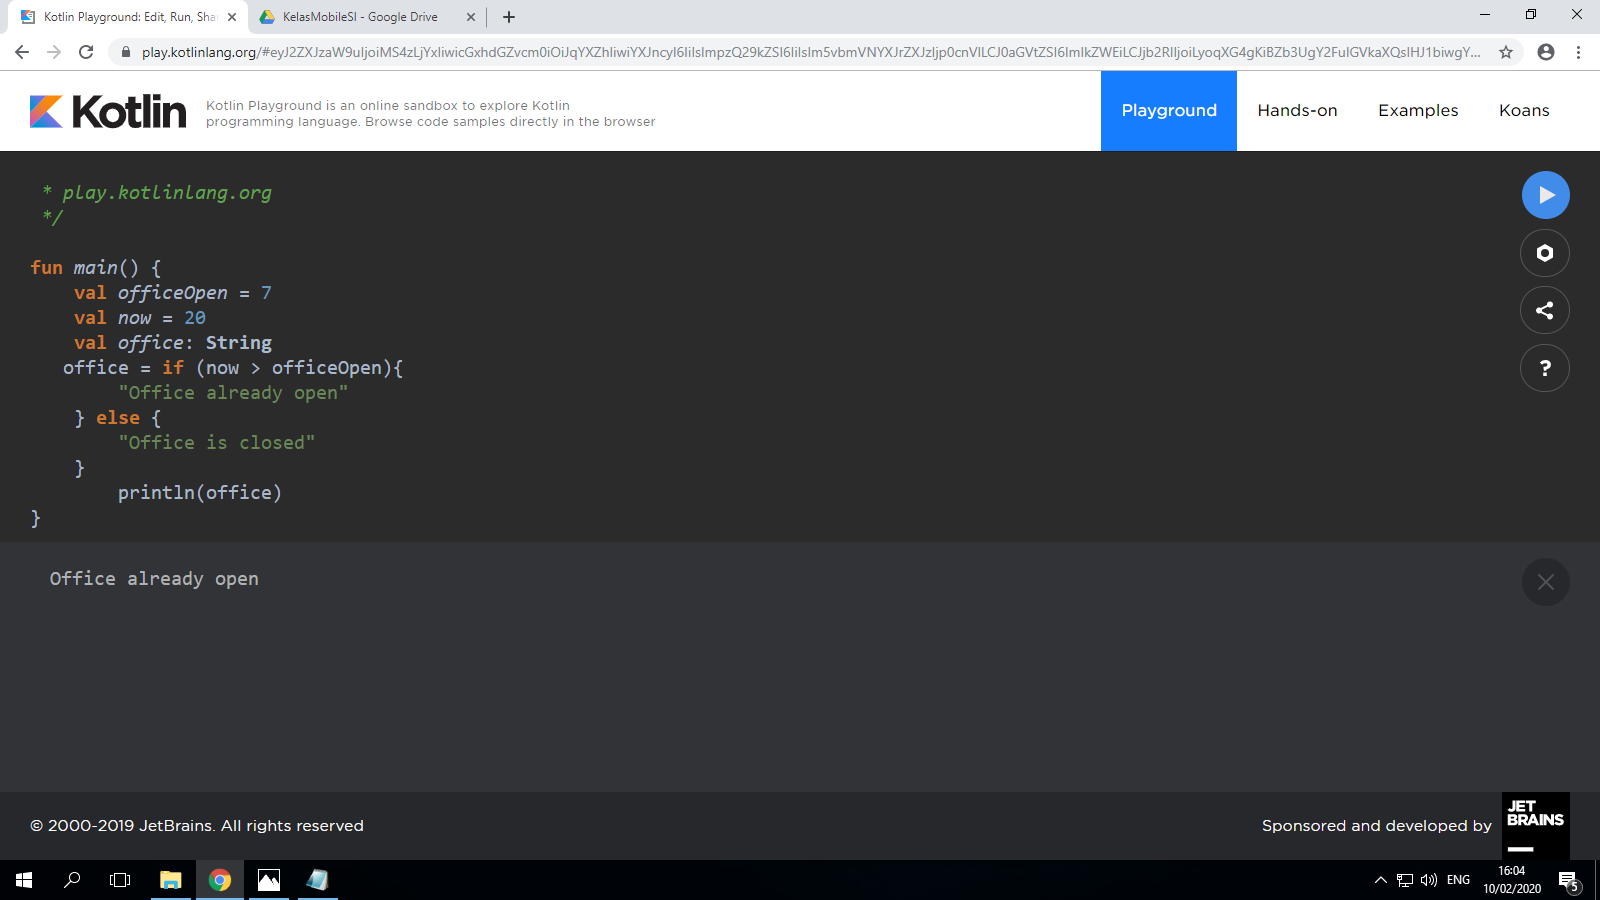 Kotlin Playground: Edit, Run, Sha
KelasMobileSI - Google Drive
Kotlin
Kotlin Playground is an online sandbox to explore Kotlin
programming language. Browse code samples directly in the browser
Playground
Hands-on
Examples
Koans
* play.kotlinlang.org
*/
fun main() {
val officeOpen = 7
val now = 20
val office: String
office = if (now > officeOpen){
"Office already open"
} else {
"Office is closed"
}
println(office)
}
Office already open
© 2000-2019 JetBrains. All rights reserved
Sponsored and developed by
JET
BRAINS
ENG
16:04
10/02/2020
5